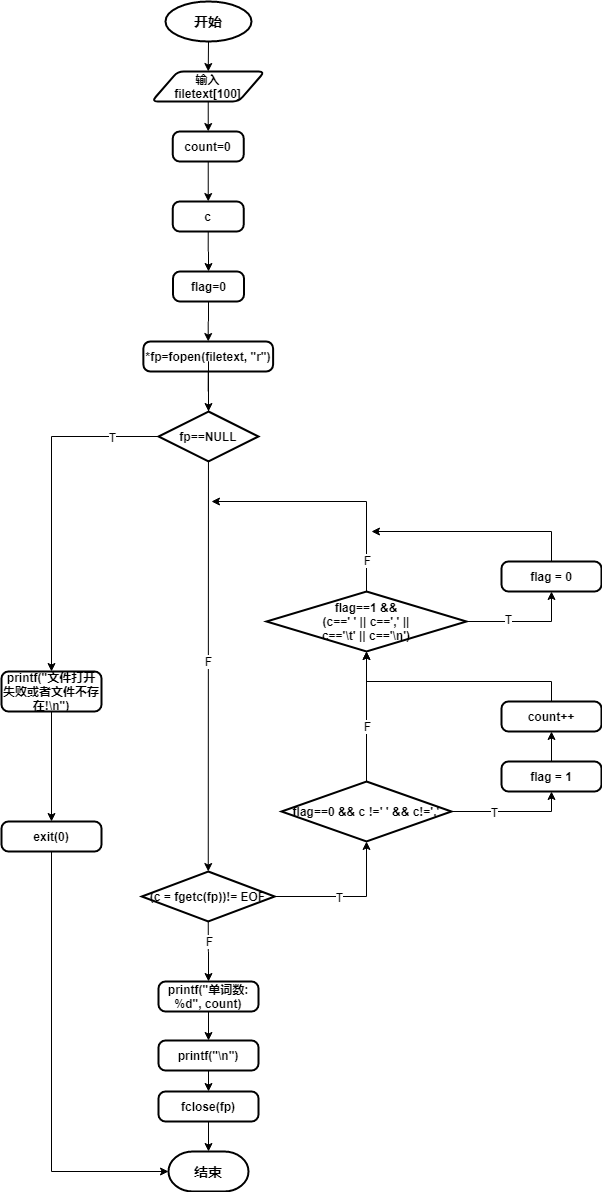 开始
输入
filetext[100]
count=0
c
flag=0
*fp=fopen(filetext, "r")
fp==NULL
T
F
F
flag = 0
flag==1 &&
(c==' ' || c==',' ||
c=='\t' || c=='\n')
T
F
printf("文件打开
失败或者文件不存
在!\n")
count++
F
flag = 1
flag==0 && c !=' ' && c!=','
T
exit(0)
(c = fgetc(fp))!= EOF
T
F
printf("单词数:
%d", count)
printf("\n")
fclose(fp)
结束